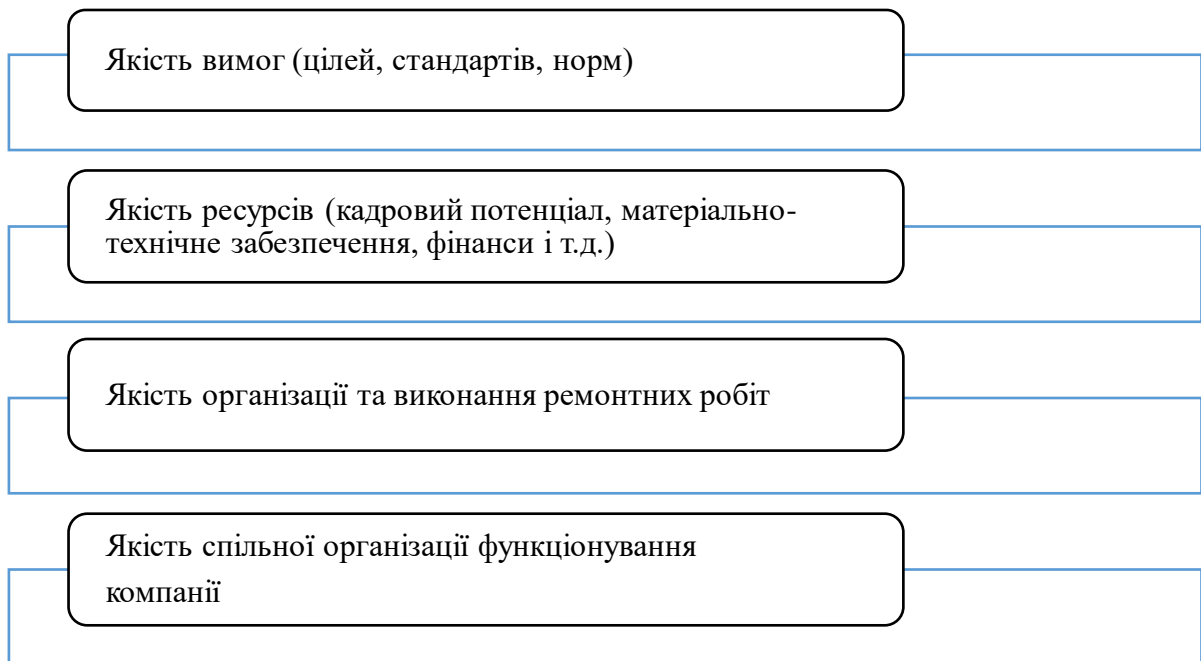 Якість вимог (цілей, стандартів, норм)
Якість ресурсів (кадровий потенціал, матеріально-
технічне забезпечення, фінанси і т.д.)
Якість організації та виконання ремонтних робіт
Якість спільної організації функціонування
компанії